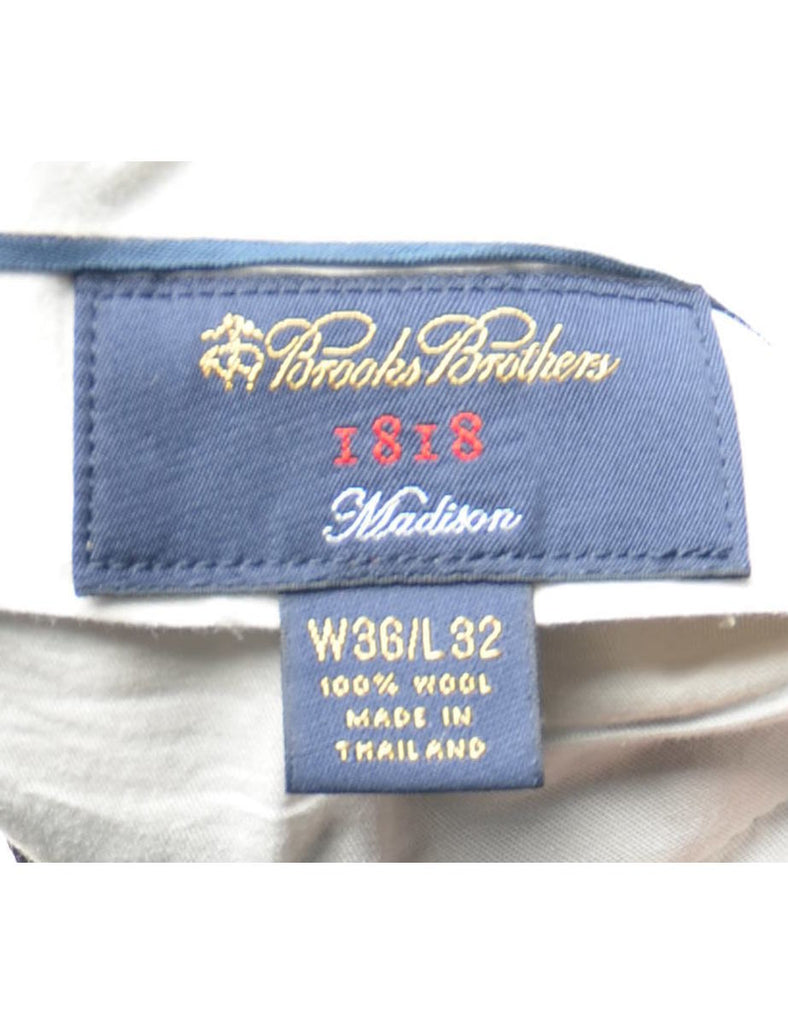 Brooks Brothers
1818
Madison
W36/L32
100% WOOL
MADE IN
THAILAND